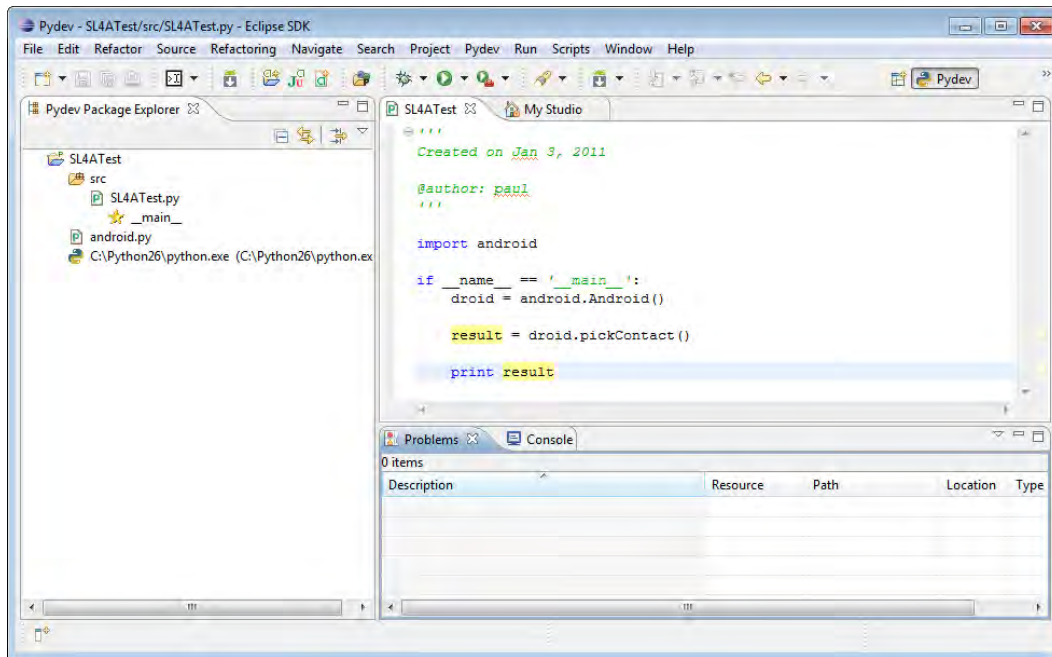 Pydev - SL4ATest/src/SL4ATest.py - Eclipse SDK
File Edit Refactor Source Refactoring Navigate Search Project Pydev Run Scripts Window Help
Pydev
Pydev Package Explorer
SL4ATest
src
SL4ATest.py
__main__
android.py
C:\Python26\python.exe (C:\Python26\python.ex
SL4ATest My Studio
'''
Created on Jan 3, 2011
@author: paul
'''
import android
if __name__ == '__main__':
droid = android.Android()
result = droid.pickContact()
print result
Problems Console
0 items
Description Resource Path Location Type